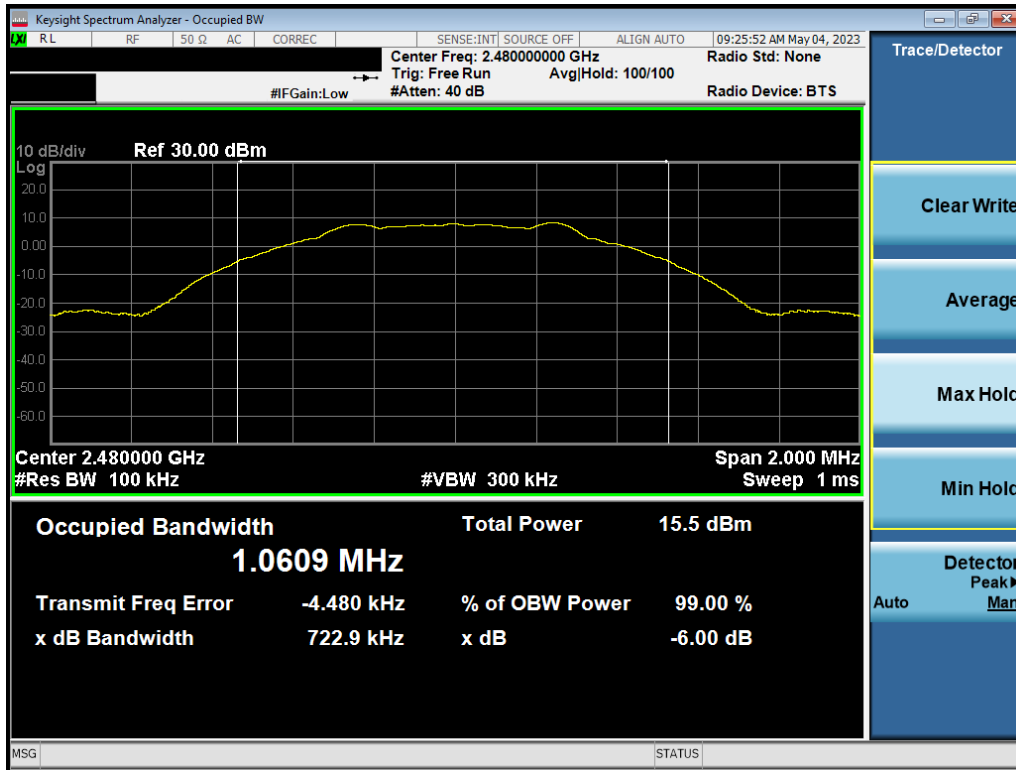 Keysight Spectrum Analyzer - Occupied BW
LXI RL RF 50 Ω AC CORREC SENSE:INT SOURCE OFF ALIGN AUTO 09:25:52 AM May 04, 2023
Center Freq: 2.480000000 GHz Radio Std: None
Trig: Free Run Avg|Hold: 100/100
#IFGain:Low #Atten: 40 dB Radio Device: BTS
10 dB/div Ref 30.00 dBm
Log
20.0
10.0
0.00
-10.0
-20.0
-30.0
-40.0
-50.0
-60.0
Center 2.480000 GHz Span 2.000 MHz
#Res BW 100 kHz #VBW 300 kHz Sweep 1 ms
Occupied Bandwidth Total Power 15.5 dBm
1.0609 MHz
Transmit Freq Error -4.480 kHz % of OBW Power 99.00 %
x dB Bandwidth 722.9 kHz x dB -6.00 dB
MSG STATUS
Trace/Detector
Clear Write
Average
Max Hold
Min Hold
Detector
Peak
Auto Man